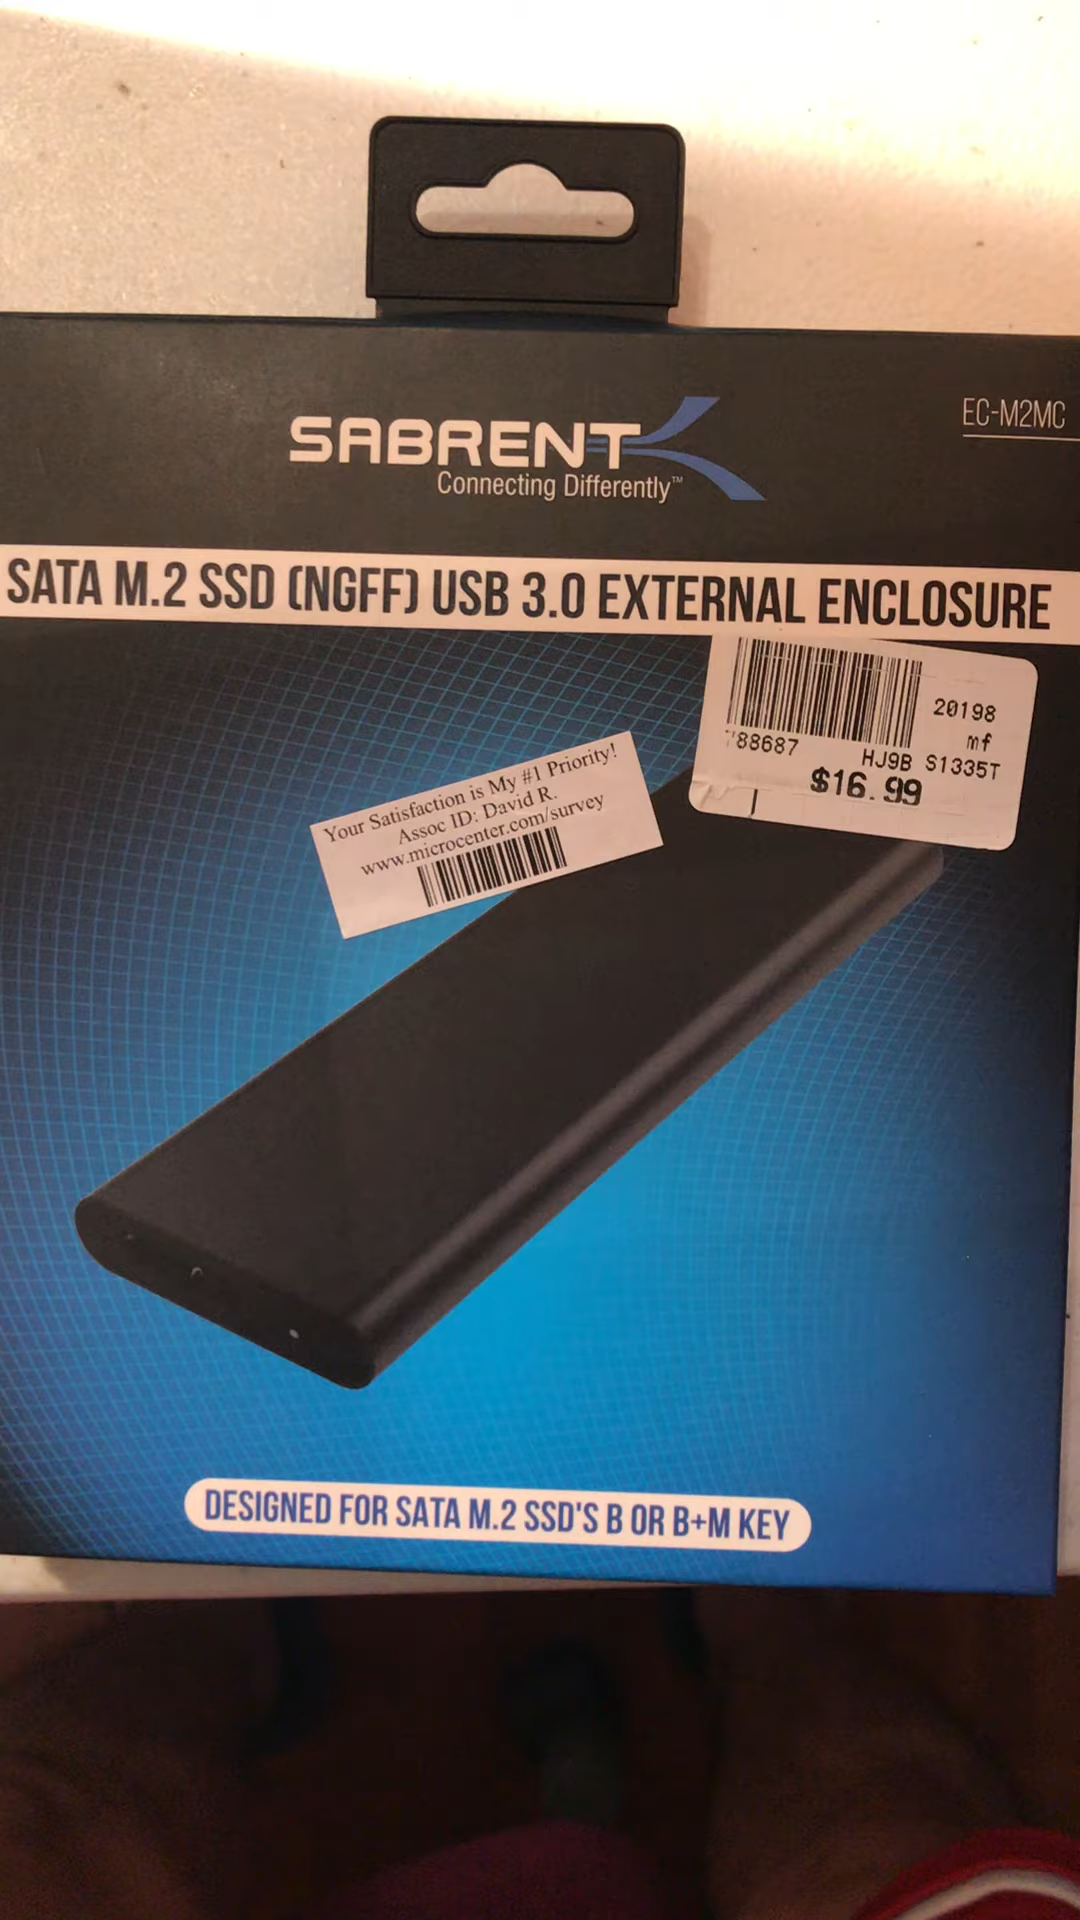 SABRENT
Connecting Differently™
EC-M2MC
SATA M.2 SSD (NGFF) USB 3.0 EXTERNAL ENCLOSURE
20198
mf
788687
HJ9B S1335T
$16.99
Your Satisfaction is My #1 Priority!
Assoc ID: David R.
www.microcenter.com/survey
DESIGNED FOR SATA M.2 SSD'S B OR B+M KEY